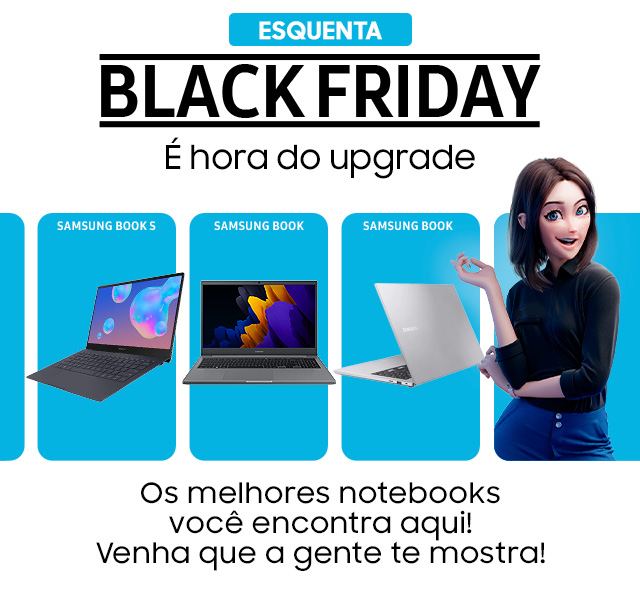 ESQUENTA
BLACK FRIDAY
É hora do upgrade
SAMSUNG BOOK S
SAMSUNG BOOK
SAMSUNG BOOK
SAMSUNG
Os melhores notebooks
você encontra aqui!
Venha que a gente te mostra!